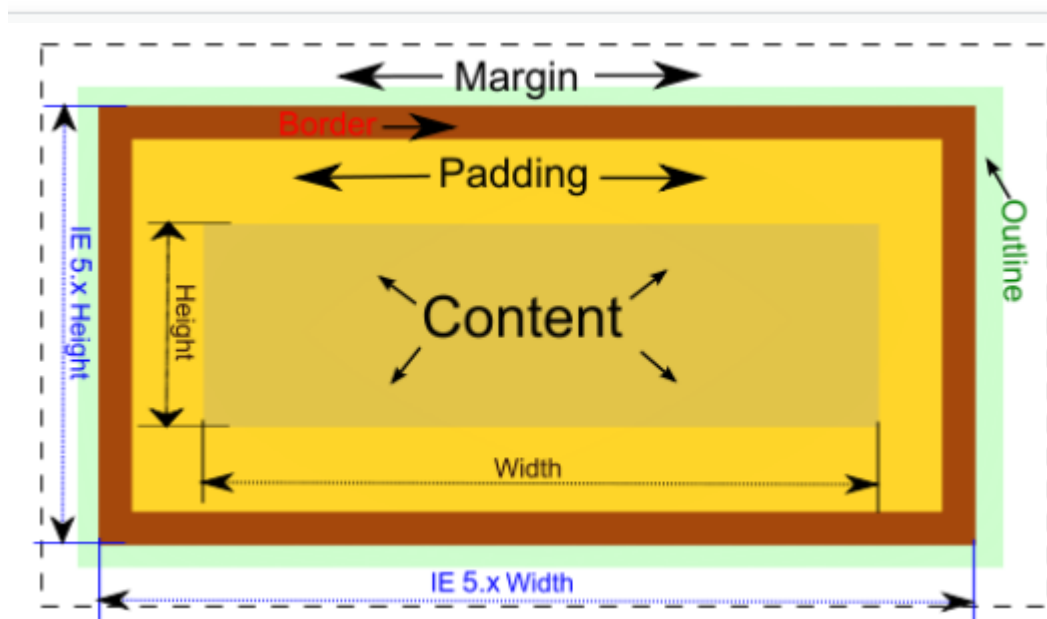 Margin
Border
Padding
Outline
IE 5.x Height
Height
Content
Width
IE 5.x Width